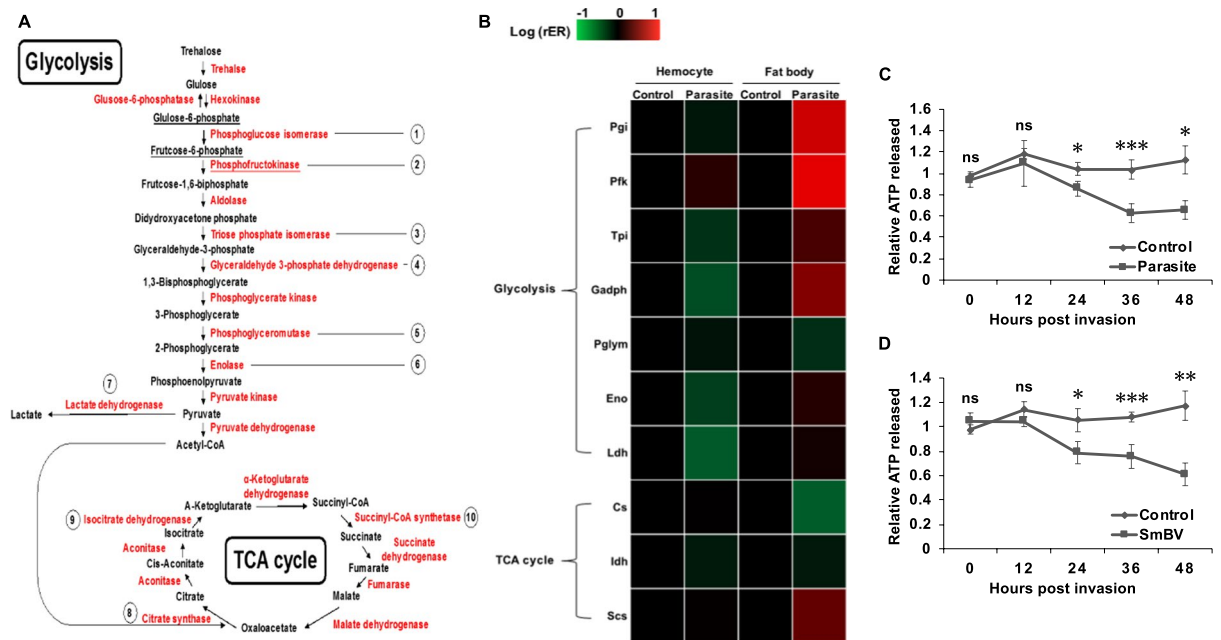 A
Glycolysis
Trehalose
Trehalse
Glulose
Glusose-6-phosphatase
Hexokinase
Glulose-6-phosphate
Phosphoglucose isomerase
1
Frutcose-6-phosphate
Phosphofructokinase
2
Frutcose-1,6-biphosphate
Aldolase
Didydroxyacetone phosphate
Triose phosphate isomerase
3
Glyceraldehyde-3-phosphate
Glyceraldehyde 3-phosphate dehydrogenase
4
1,3-Bisphosphoglycerate
Phosphoglycerate kinase
3-Phosphoglycerate
Phosphoglyceromutase
5
2-Phosphoglycerate
Enolase
6
Phosphoenolpyruvate
7
Pyruvate kinase
Lactate dehydrogenase
Lactate
Pyruvate
Pyruvate dehydrogenase
Acetyl-CoA
α-Ketoglutarate
dehydrogenase
A-Ketoglutarate
Succinyl-CoA
9
Isocitrate dehydrogenase
Succinyl-CoA synthetase
10
Isocitrate
Succinate
Aconitase
TCA cycle
Succinate
dehydrogenase
Cis-Aconitate
Fumarate
Aconitase
Fumarase
Citrate
Malate
8
Citrate synthase
Oxaloacetate
Malate dehydrogenase
B
-1 0 1
Log (rER)
Hemocyte Fat body
Control Parasite Control Parasite
Pgi
Pfk
Tpi
Gadph
Pglym
Eno
Ldh
Cs
Idh
Scs
Glycolysis
TCA cycle
C
Relative ATP released
1.6
1.4
1.2
1
0.8
0.6
0.4
0.2
0
ns
ns
*
***
*
Control
Parasite
0 12 24 36 48
Hours post invasion
D
Relative ATP released
1.4
1.2
1
0.8
0.6
0.4
0.2
0
ns
ns
*
***
**
Control
SmBV
0 12 24 36 48
Hours post invasion